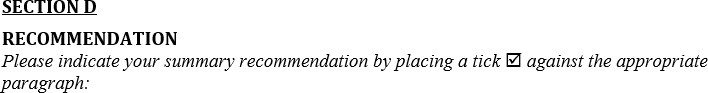 SECTION D
RECOMMENDATION
Please indicate your summary recommendation by placing a tick ☑ against the appropriate
paragraph: